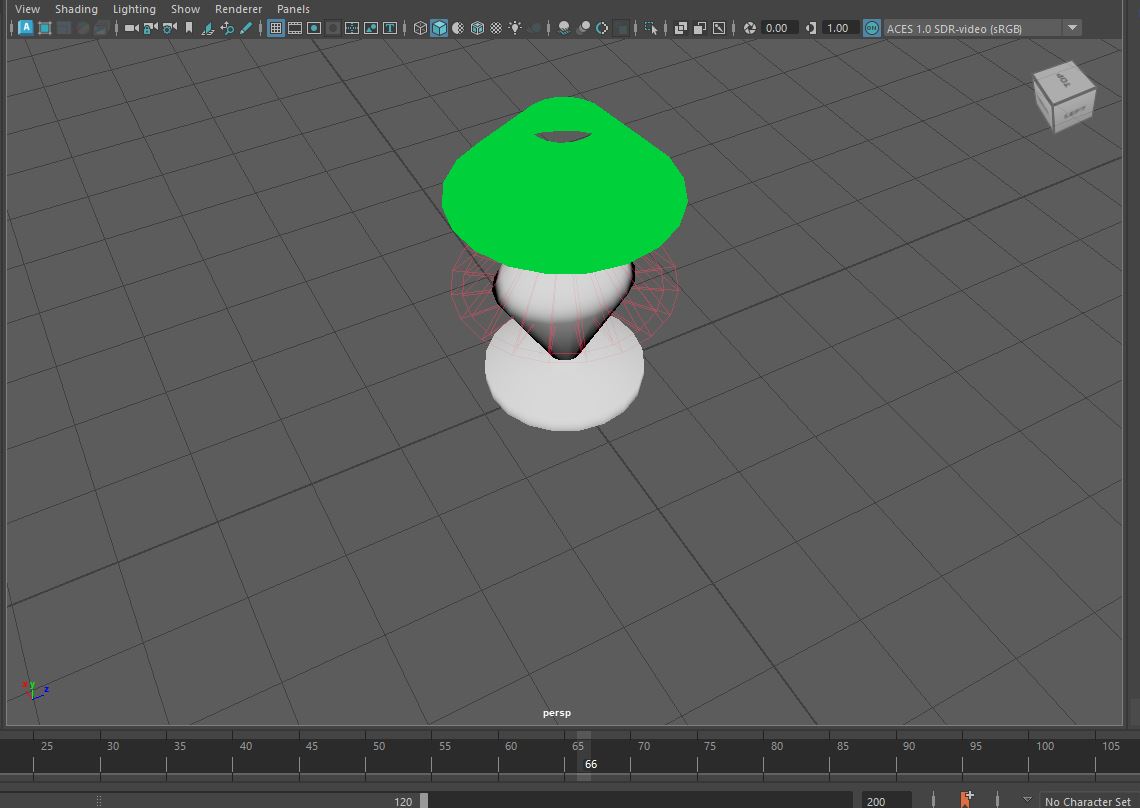 View Shading Lighting Show Renderer Panels
A 0.00 1.00 ON ACES 1.0 SDR-video (sRGB)
TOP
LEFT
x y z
persp
25 30 35 40 45 50 55 60 65 70 75 80 85 90 95 100 105
66
120 200 No Character Set